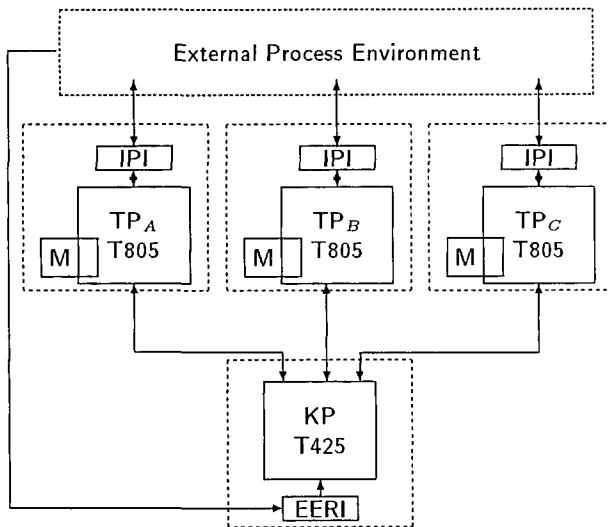 External Process Environment
IPI
IPI
IPI
TP_A
T805
M
TP_B
T805
M
TP_C
T805
M
KP
T425
EERI